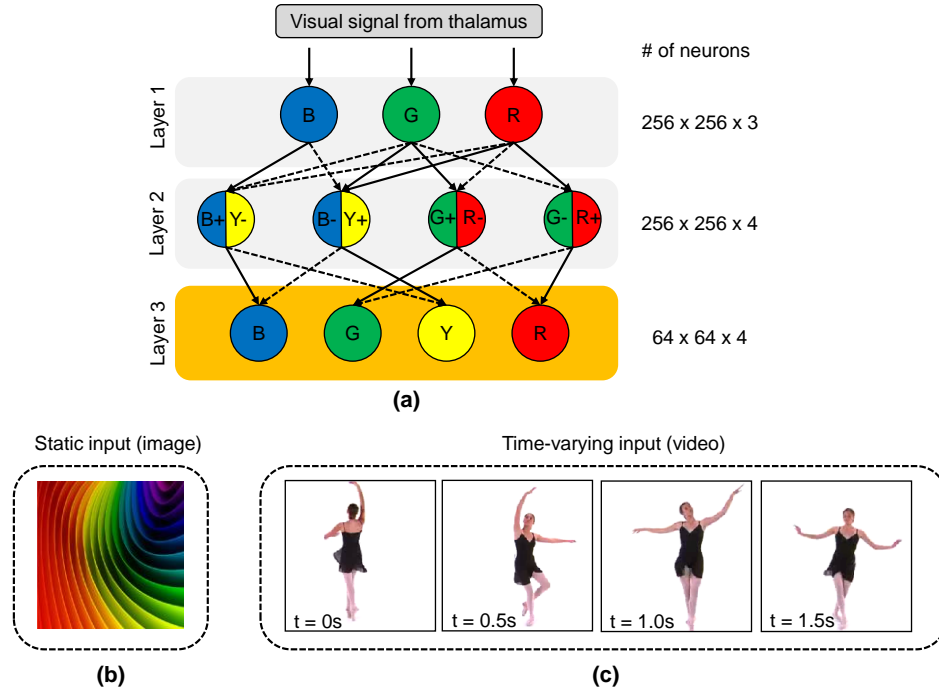 Visual signal from thalamus
# of neurons
Layer 1
B
G
R
256 x 256 x 3
Layer 2
B+ Y-
B- Y+
G+ R-
G- R+
256 x 256 x 4
Layer 3
B
G
Y
R
64 x 64 x 4
(a)
Static input (image)
Time-varying input (video)
t = 0s
t = 0.5s
t = 1.0s
t = 1.5s
(b)
(c)